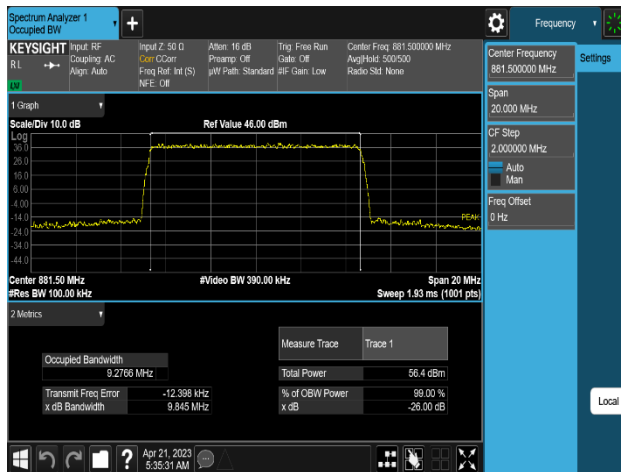 Spectrum Analyzer 1
Occupied BW
Frequency
KEYSIGHT
Input: RF
Input Z: 50 Ω
Atten: 16 dB
Trig: Free Run
Center Freq: 881.500000 MHz
R L
Coupling: AC
Corr CCorr
Preamp: Off
Gate: Off
Avg|Hold: 500/500
Align: Auto
Freq Ref: Int (S)
µW Path: Standard
#IF Gain: Low
Radio Std: None
NFE: Off
LXI
Center Frequency
881.500000 MHz
Settings
Span
20.000 MHz
CF Step
2.000000 MHz
Auto
Man
Freq Offset
0 Hz
1 Graph
Scale/Div 10.0 dB
Ref Value 46.00 dBm
Log
36.0
26.0
16.0
6.00
-4.00
-14.0
PEAK
-24.0
-34.0
-44.0
Center 881.50 MHz
#Video BW 390.00 kHz
Span 20 MHz
#Res BW 100.00 kHz
Sweep 1.93 ms (1001 pts)
2 Metrics
Measure Trace
Trace 1
Occupied Bandwidth
9.2766 MHz
Total Power
56.4 dBm
Transmit Freq Error
-12.398 kHz
% of OBW Power
99.00 %
x dB Bandwidth
9.845 MHz
x dB
-26.00 dB
Local
?
Apr 21, 2023
5:35:31 AM